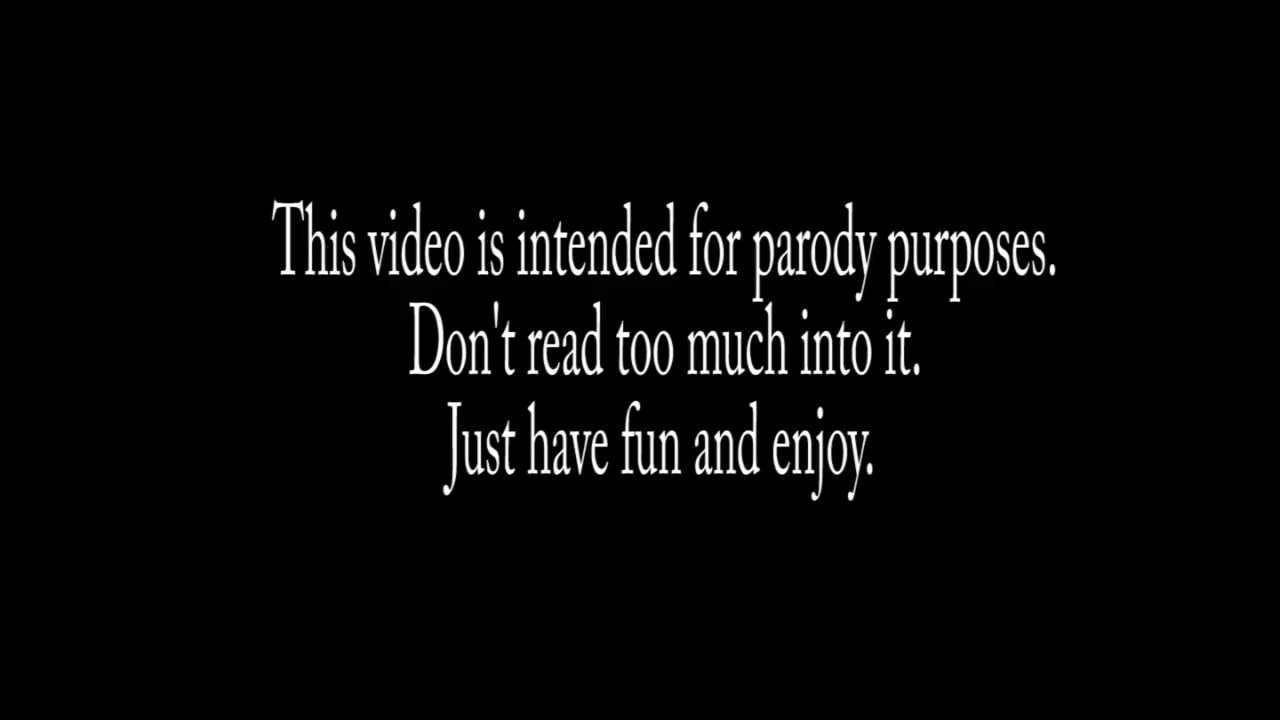 This video is intended for parody purposes.
Don't read too much into it.
Just have fun and enjoy.